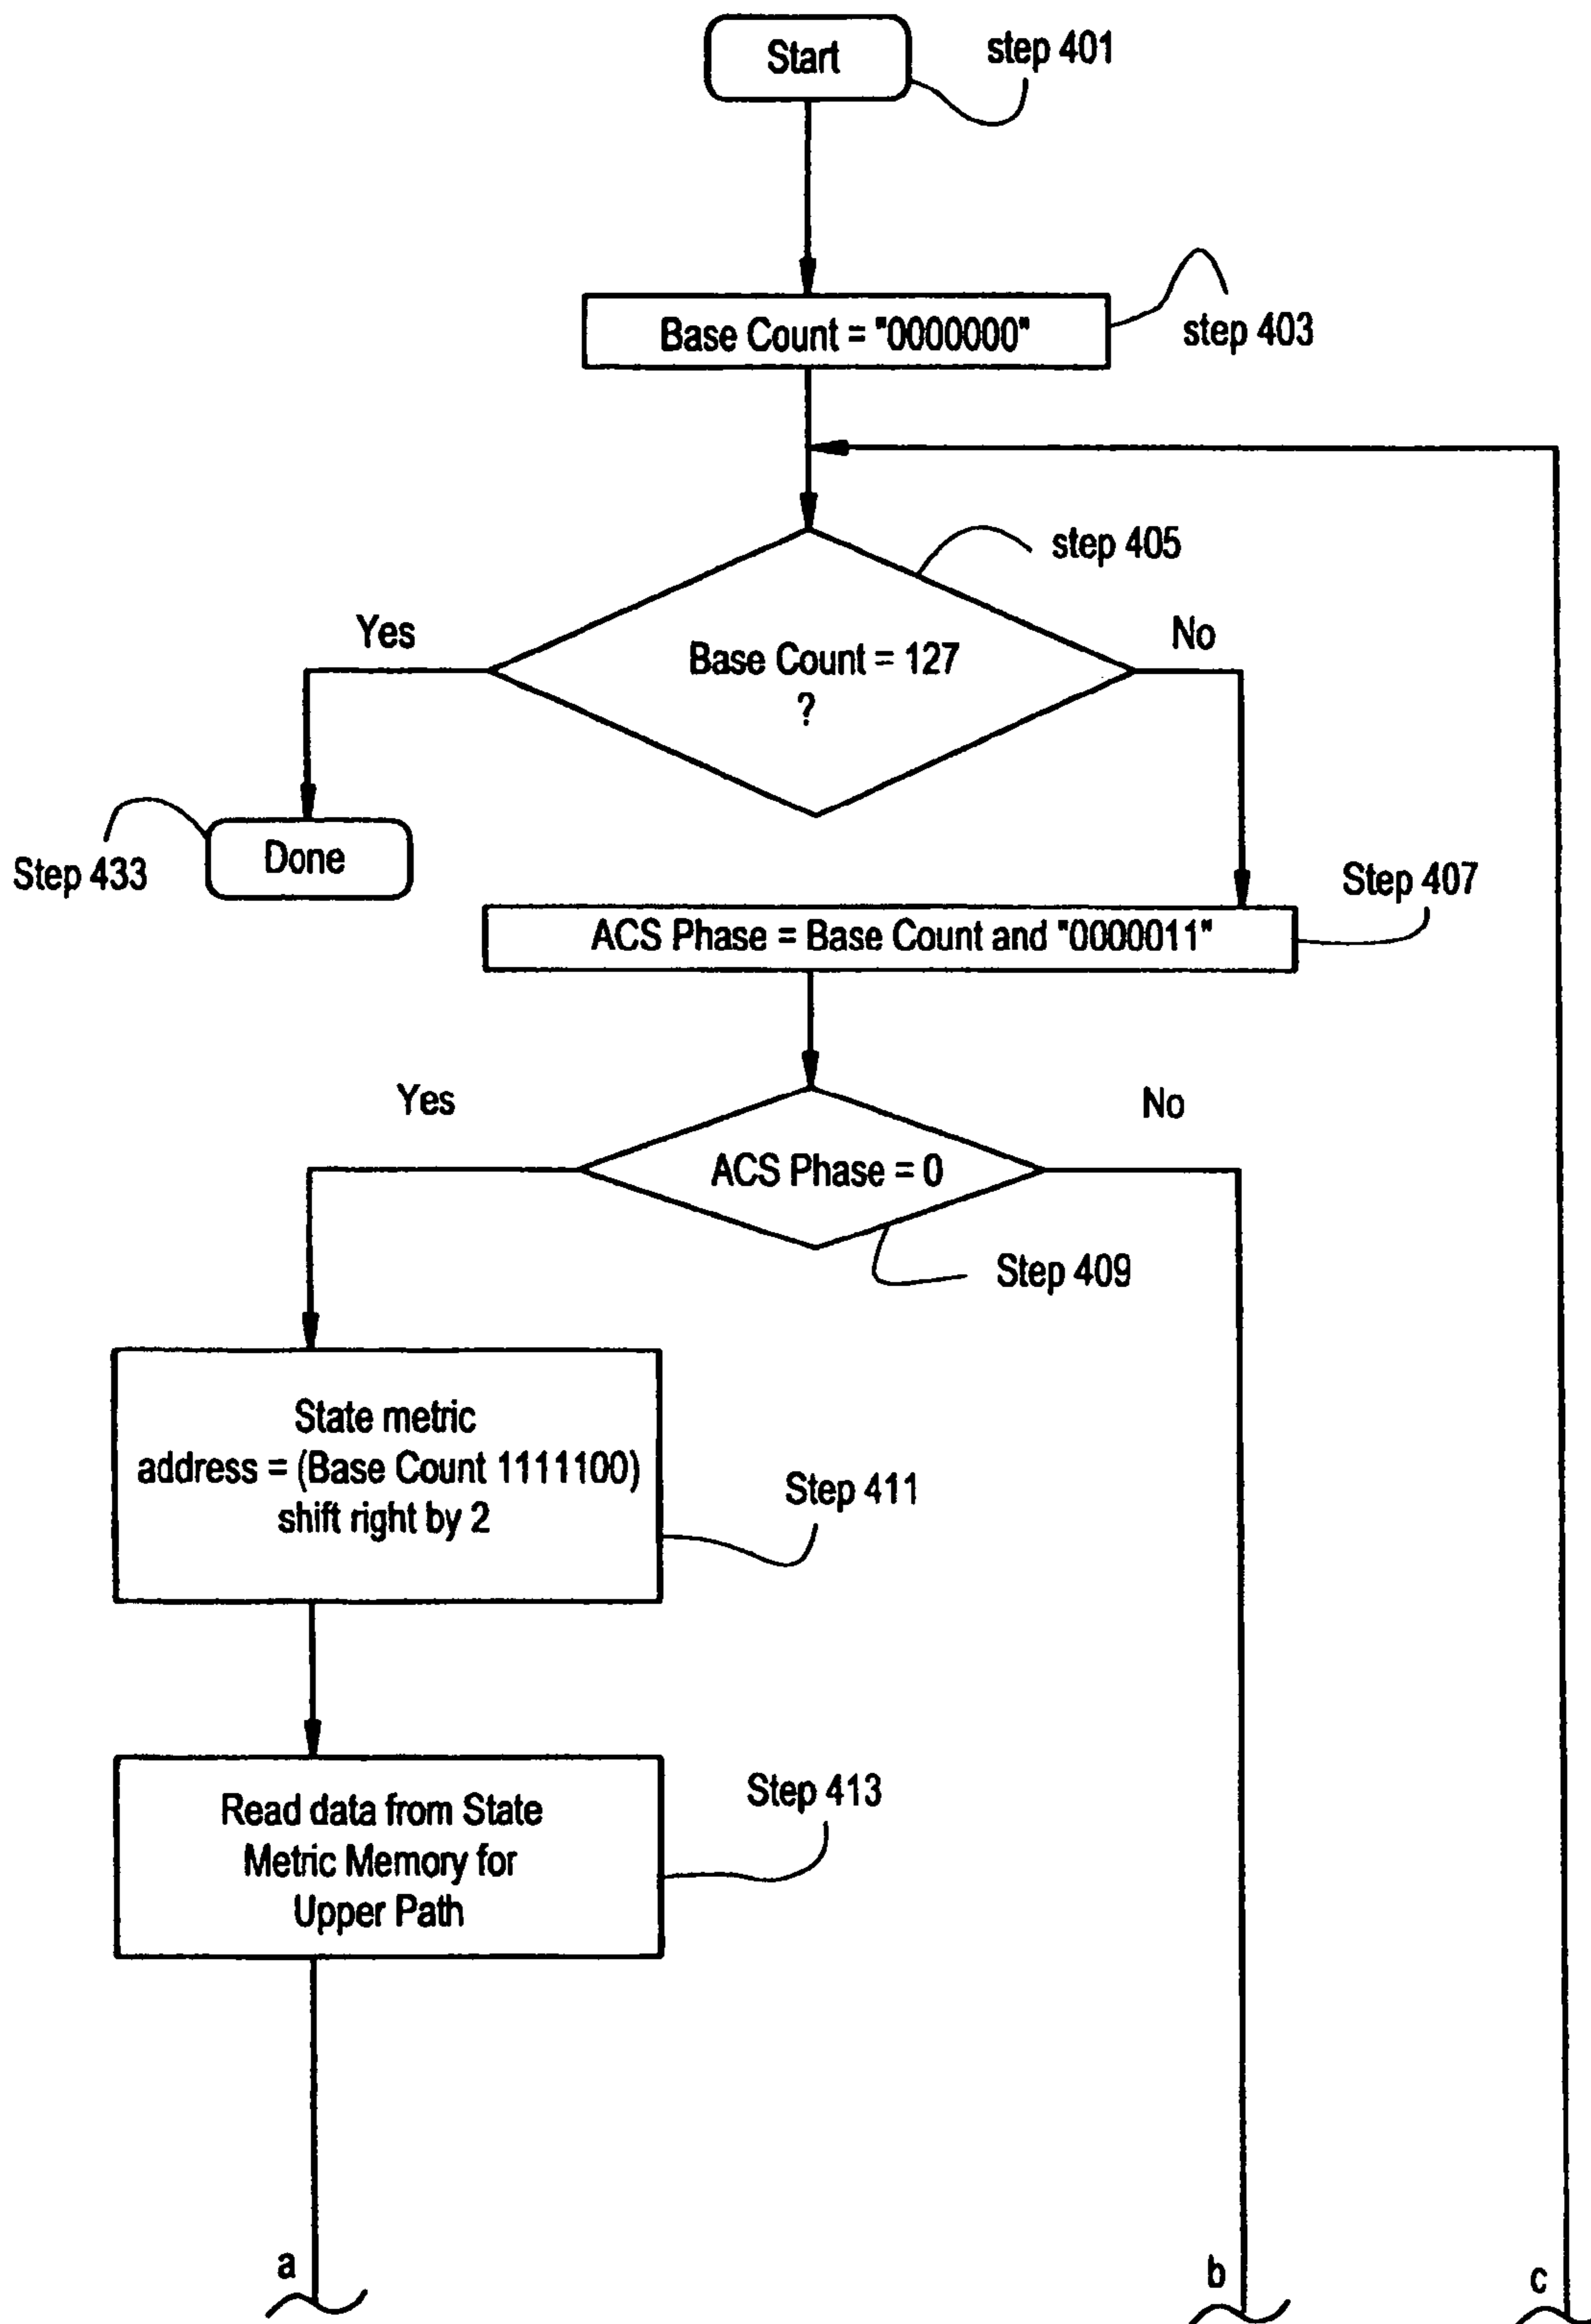 Start
step 401
Base Count = "0000000"
step 403
step 405
Yes
No
Base Count = 127
?
Step 433
Done
Step 407
ACS Phase = Base Count and "0000011"
Yes
No
ACS Phase = 0
Step 409
State metric
address = (Base Count 1111100)
shift right by 2
Step 411
Read data from State
Metric Memory for
Upper Path
Step 413
a
b
c